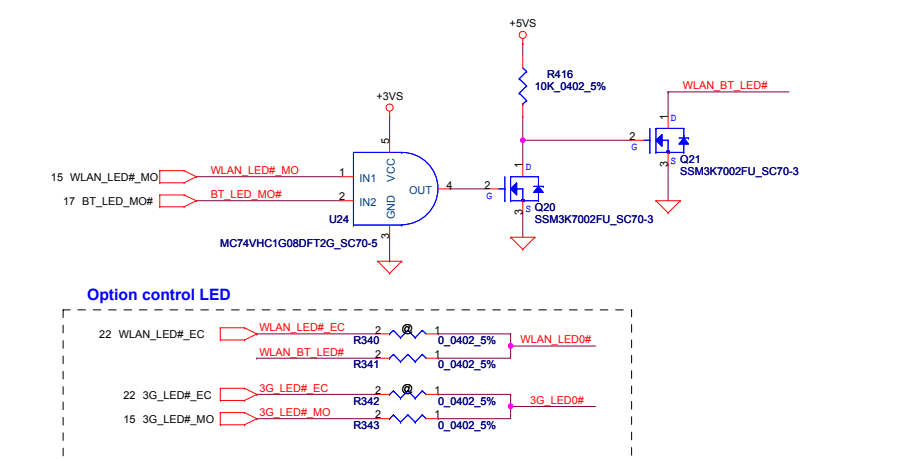 +5VS
R416
10K_0402_5%
WLAN_BT_LED#
+3VS
1
D
2
G
S
3
Q21
SSM3K7002FU_SC70-3
5
15 WLAN_LED#_MO
WLAN_LED#_MO
1
IN1
VCC
17 BT_LED_MO#
BT_LED_MO#
2
IN2
GND
OUT
4
U24
3
MC74VHC1G08DFT2G_SC70-5
1
D
2
G
S
3
Q20
SSM3K7002FU_SC70-3
Option control LED
22 WLAN_LED#_EC
WLAN_LED#_EC
2
@
1
R340
0_0402_5%
WLAN_LED0#
WLAN_BT_LED#
2
1
R341
0_0402_5%
22 3G_LED#_EC
3G_LED#_EC
2
@
1
R342
0_0402_5%
3G_LED0#
15 3G_LED#_MO
3G_LED#_MO
2
1
R343
0_0402_5%